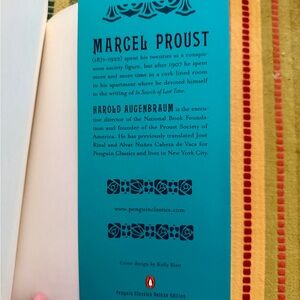 MARCEL PROUST
(1871-1922) spent his twenties as a conspic-
uous society figure, but after 1907 he spent
more and more time in a cork-lined room
in his apartment where he devoted himself
to the writing of In Search of Lost Time.
HAROLD AUGENBRAUM is the execu-
tive director of the National Book Founda-
tion and founder of the Proust Society of
America. He has previously translated José
Rizal and Alvar Núñez Cabeza de Vaca for
Penguin Classics and lives in New York City.
www.penguinclassics.com
Cover design by Kelly Blair
Penguin Classics Deluxe Edition